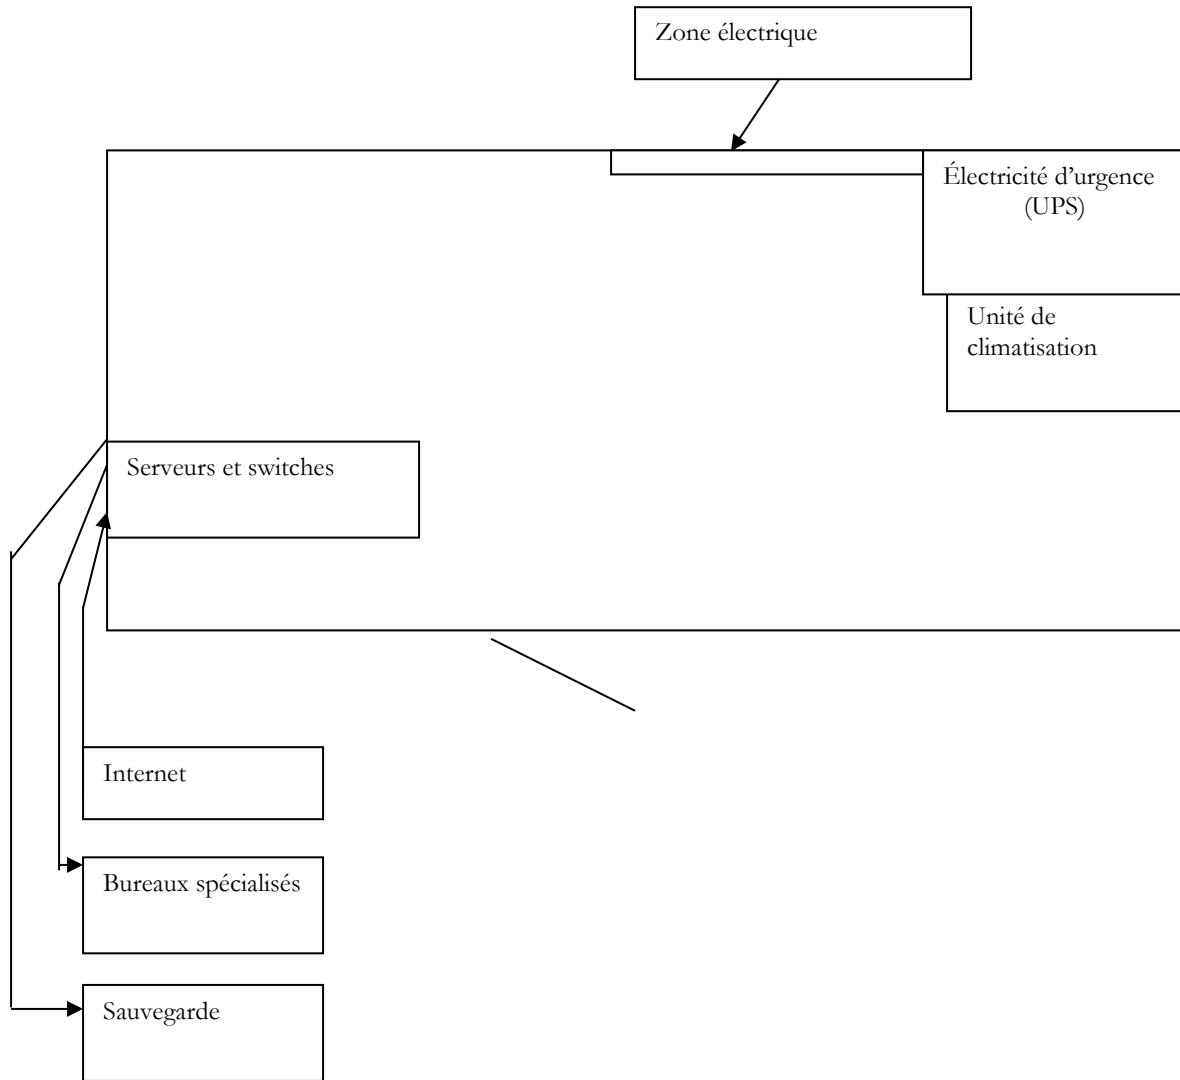 Zone électrique
Électricité d’urgence
(UPS)
Unité de
climatisation
Serveurs et switches
Internet
Bureaux spécialisés
Sauvegarde